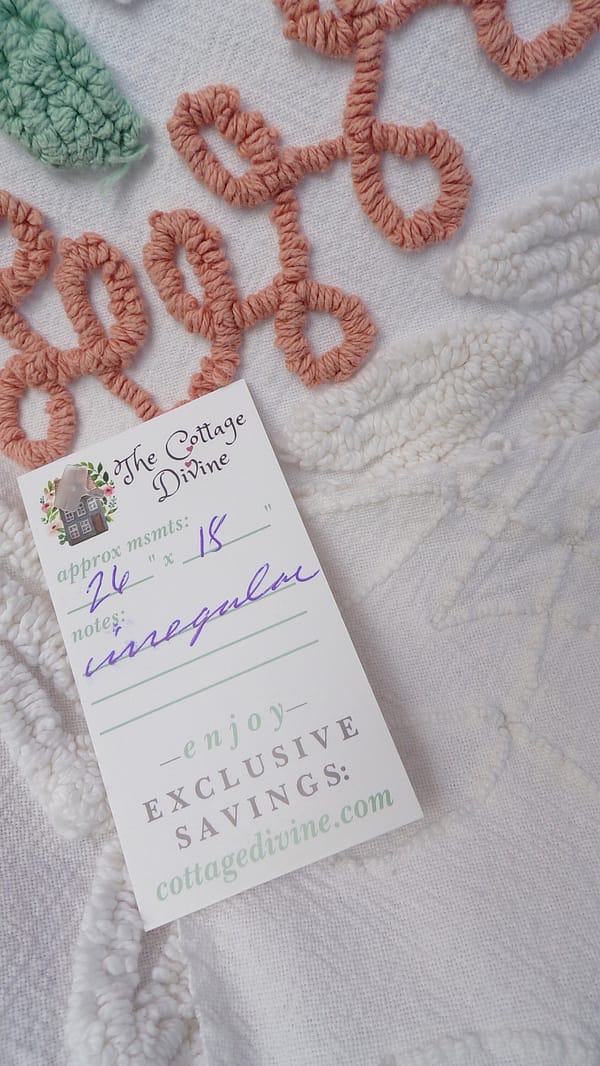 The Cottage
Divine
approx msmts:
26 " x 18 "
notes:
irregular
—enjoy—
EXCLUSIVE
SAVINGS:
cottagedivine.com